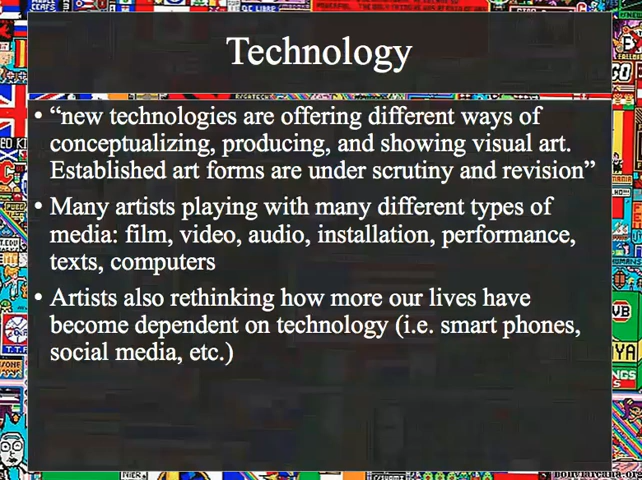 Technology
• “new technologies are offering different ways of
conceptualizing, producing, and showing visual art.
Established art forms are under scrutiny and revision”
• Many artists playing with many different types of
media: film, video, audio, installation, performance,
texts, computers
• Artists also rethinking how more our lives have
become dependent on technology (i.e. smart phones,
social media, etc.)